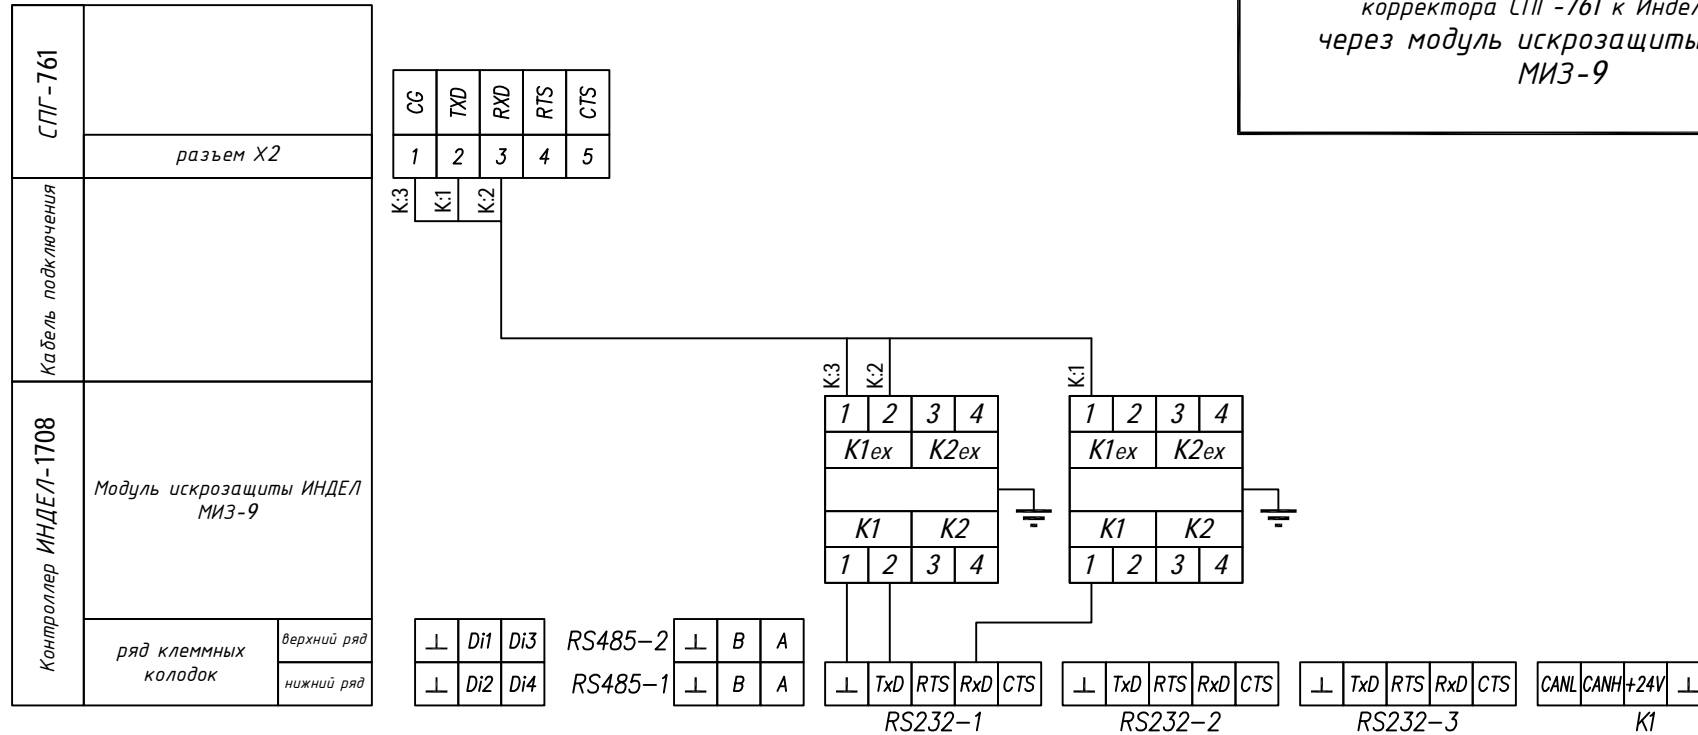 корректора СПГ-761 к Индел
через модуль искрозащиты
МИЗ-9
СПГ-761
разъем X2
CG TXD RXD RTS CTS
1 2 3 4 5
K:3 K:1 K:2
Кабель подключения
K:3 K:2 K:1
1 2 3 4 1 2 3 4
K1ex K2ex K1ex K2ex
Контроллер ИНДЕЛ-1708
Модуль искрозащиты ИНДЕЛ
МИЗ-9
K1 K2 K1 K2
1 2 3 4 1 2 3 4
ряд клеммных
колодок
верхний ряд
нижний ряд
⊥ Di1 Di3 RS485-2 ⊥ B A
⊥ Di2 Di4 RS485-1 ⊥ B A
⊥ TxD RTS RxD CTS ⊥ TxD RTS RxD CTS ⊥ TxD RTS RxD CTS CANL CANH +24V ⊥
RS232-1 RS232-2 RS232-3 K1